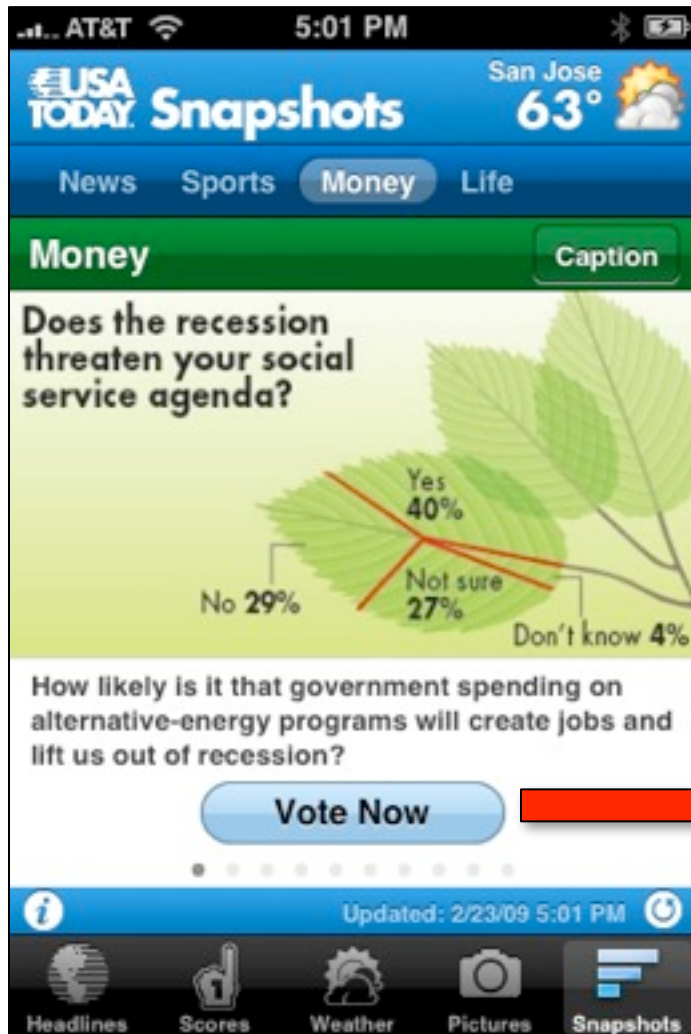 AT&T 5:01 PM
USA TODAY Snapshots San Jose 63°
News Sports Money Life
Money Caption
Does the recession
threaten your social
service agenda?
Yes
40%
No 29%
Not sure
27%
Don't know 4%
How likely is it that government spending on
alternative-energy programs will create jobs and
lift us out of recession?
Vote Now
i Updated: 2/23/09 5:01 PM
1
Headlines Scores Weather Pictures Snapshots